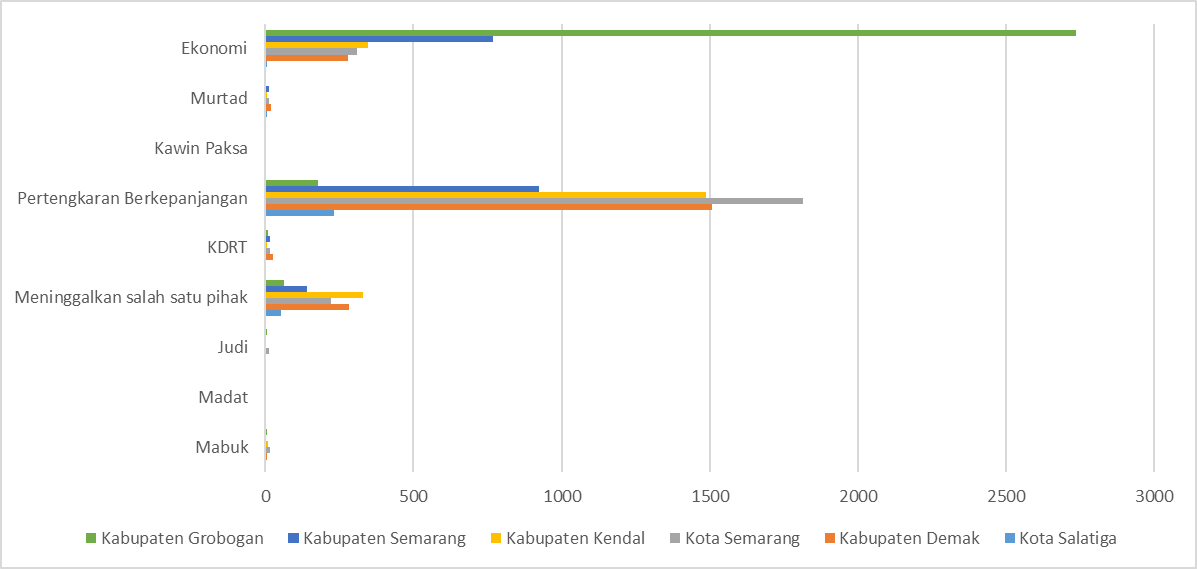 Ekonomi
Murtad
Kawin Paksa
Pertengkaran Berkepanjangan
KDRT
Meninggalkan salah satu pihak
Judi
Madat
Mabuk
0 500 1000 1500 2000 2500 3000
Kabupaten Grobogan Kabupaten Semarang Kabupaten Kendal Kota Semarang Kabupaten Demak Kota Salatiga